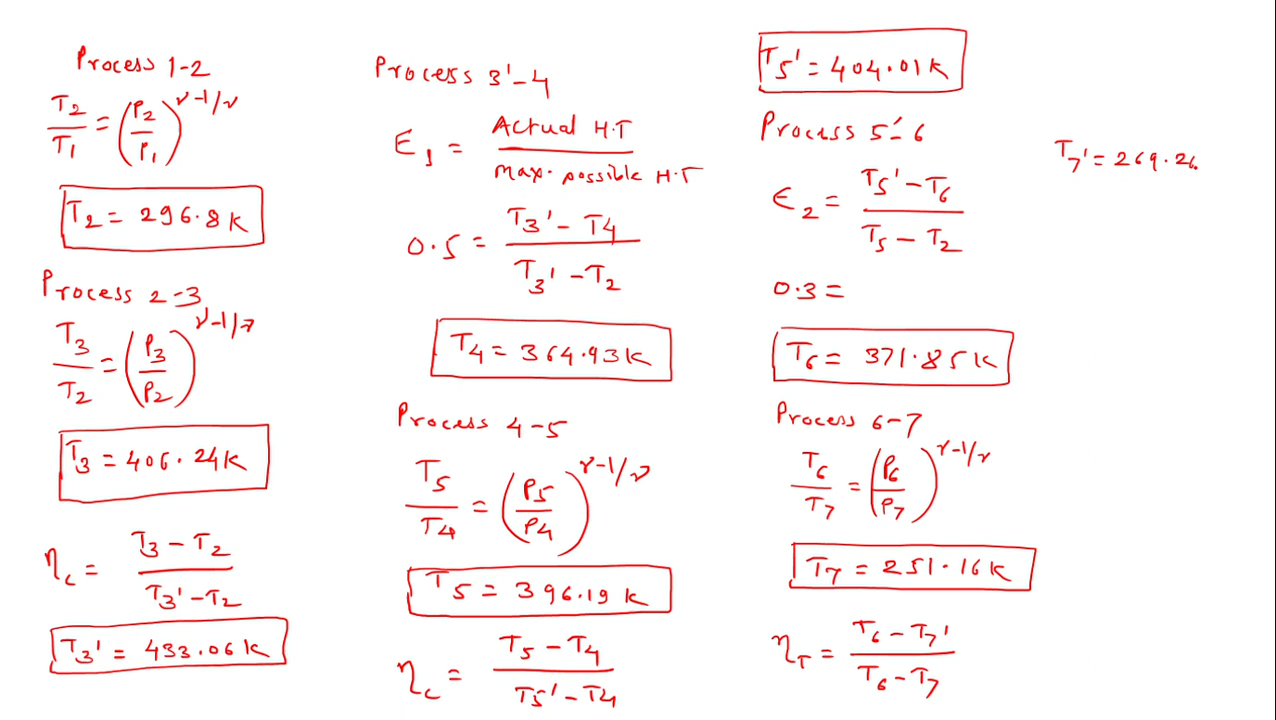 Process 1-2
T2/T1 = (P2/P1)^γ-1/γ
T2 = 296.8 K
Process 2-3
T3/T2 = (P3/P2)^γ-1/γ
T3 = 406.24K
ηc = T3-T2/T3'-T2
T3' = 433.06K
Process 3'-4
E1 = Actual H.T/max. possible H.T
0.5 = T3'-T4/T3'-T2
T4 = 364.93K
Process 4-5
T5/T4 = (P5/P4)^γ-1/γ
T5 = 396.19 K
ηc = T5-T4/T5'-T4
T5' = 404.01K
Process 5'-6
E2 = T5'-T6/T5-T2
0.3 =
T6 = 371.85K
Process 6-7
T6/T7 = (P6/P7)^γ-1/γ
T7 = 251.16K
ηT = T6-T7'/T6-T7
T7' = 269.26